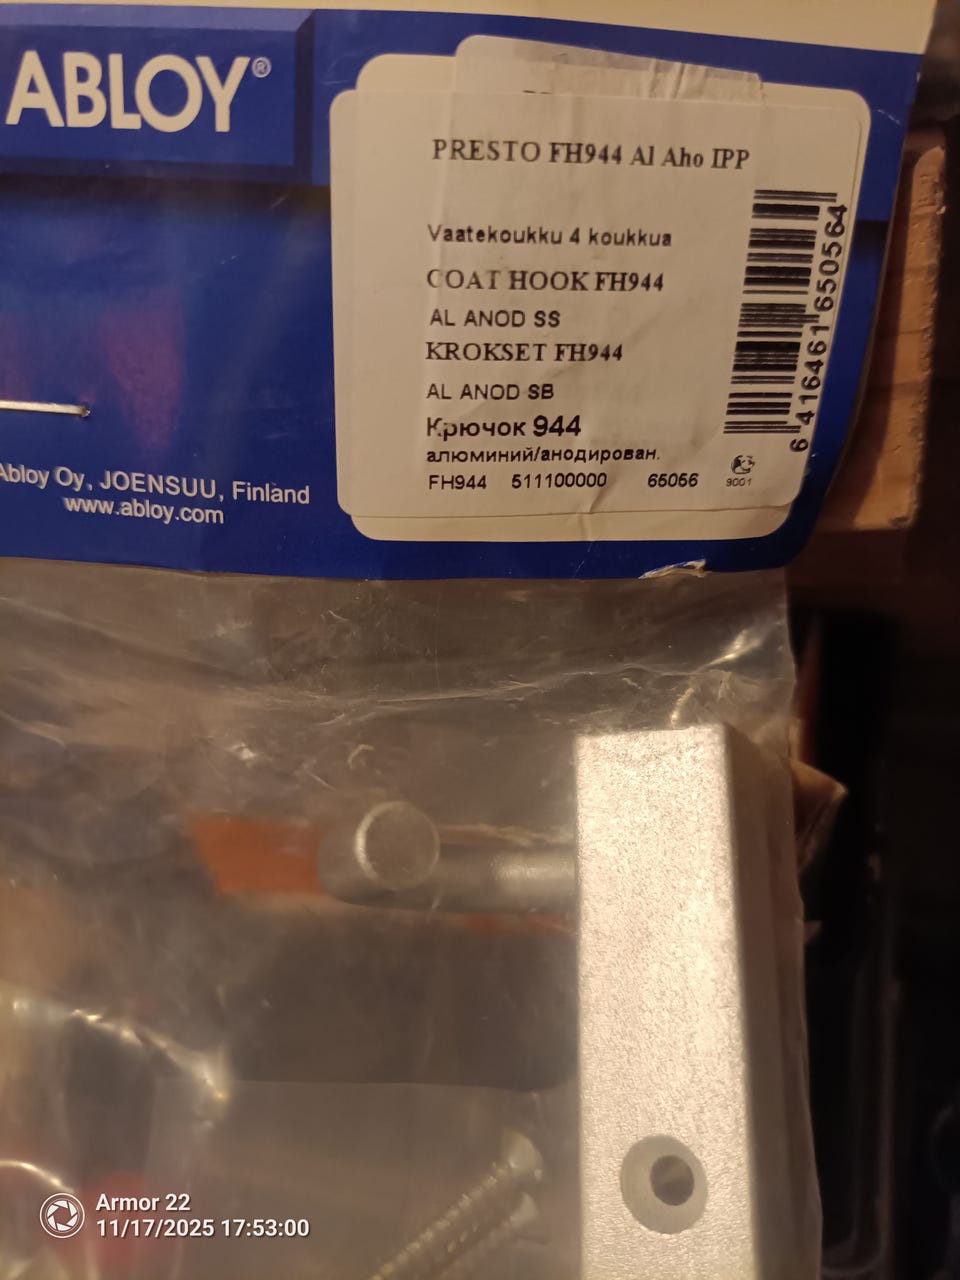 ABLOY®
PRESTO FH944 Al Aho IPP
Vaatekoukku 4 koukkua
COAT HOOK FH944
AL ANOD SS
KROKSET FH944
AL ANOD SB
Крючок 944
алюминий/анодирован.
FH944 511100000 65056
9001
6 416461 650564
Abloy Oy, JOENSUU, Finland
www.abloy.com
Armor 22
11/17/2025 17:53:00